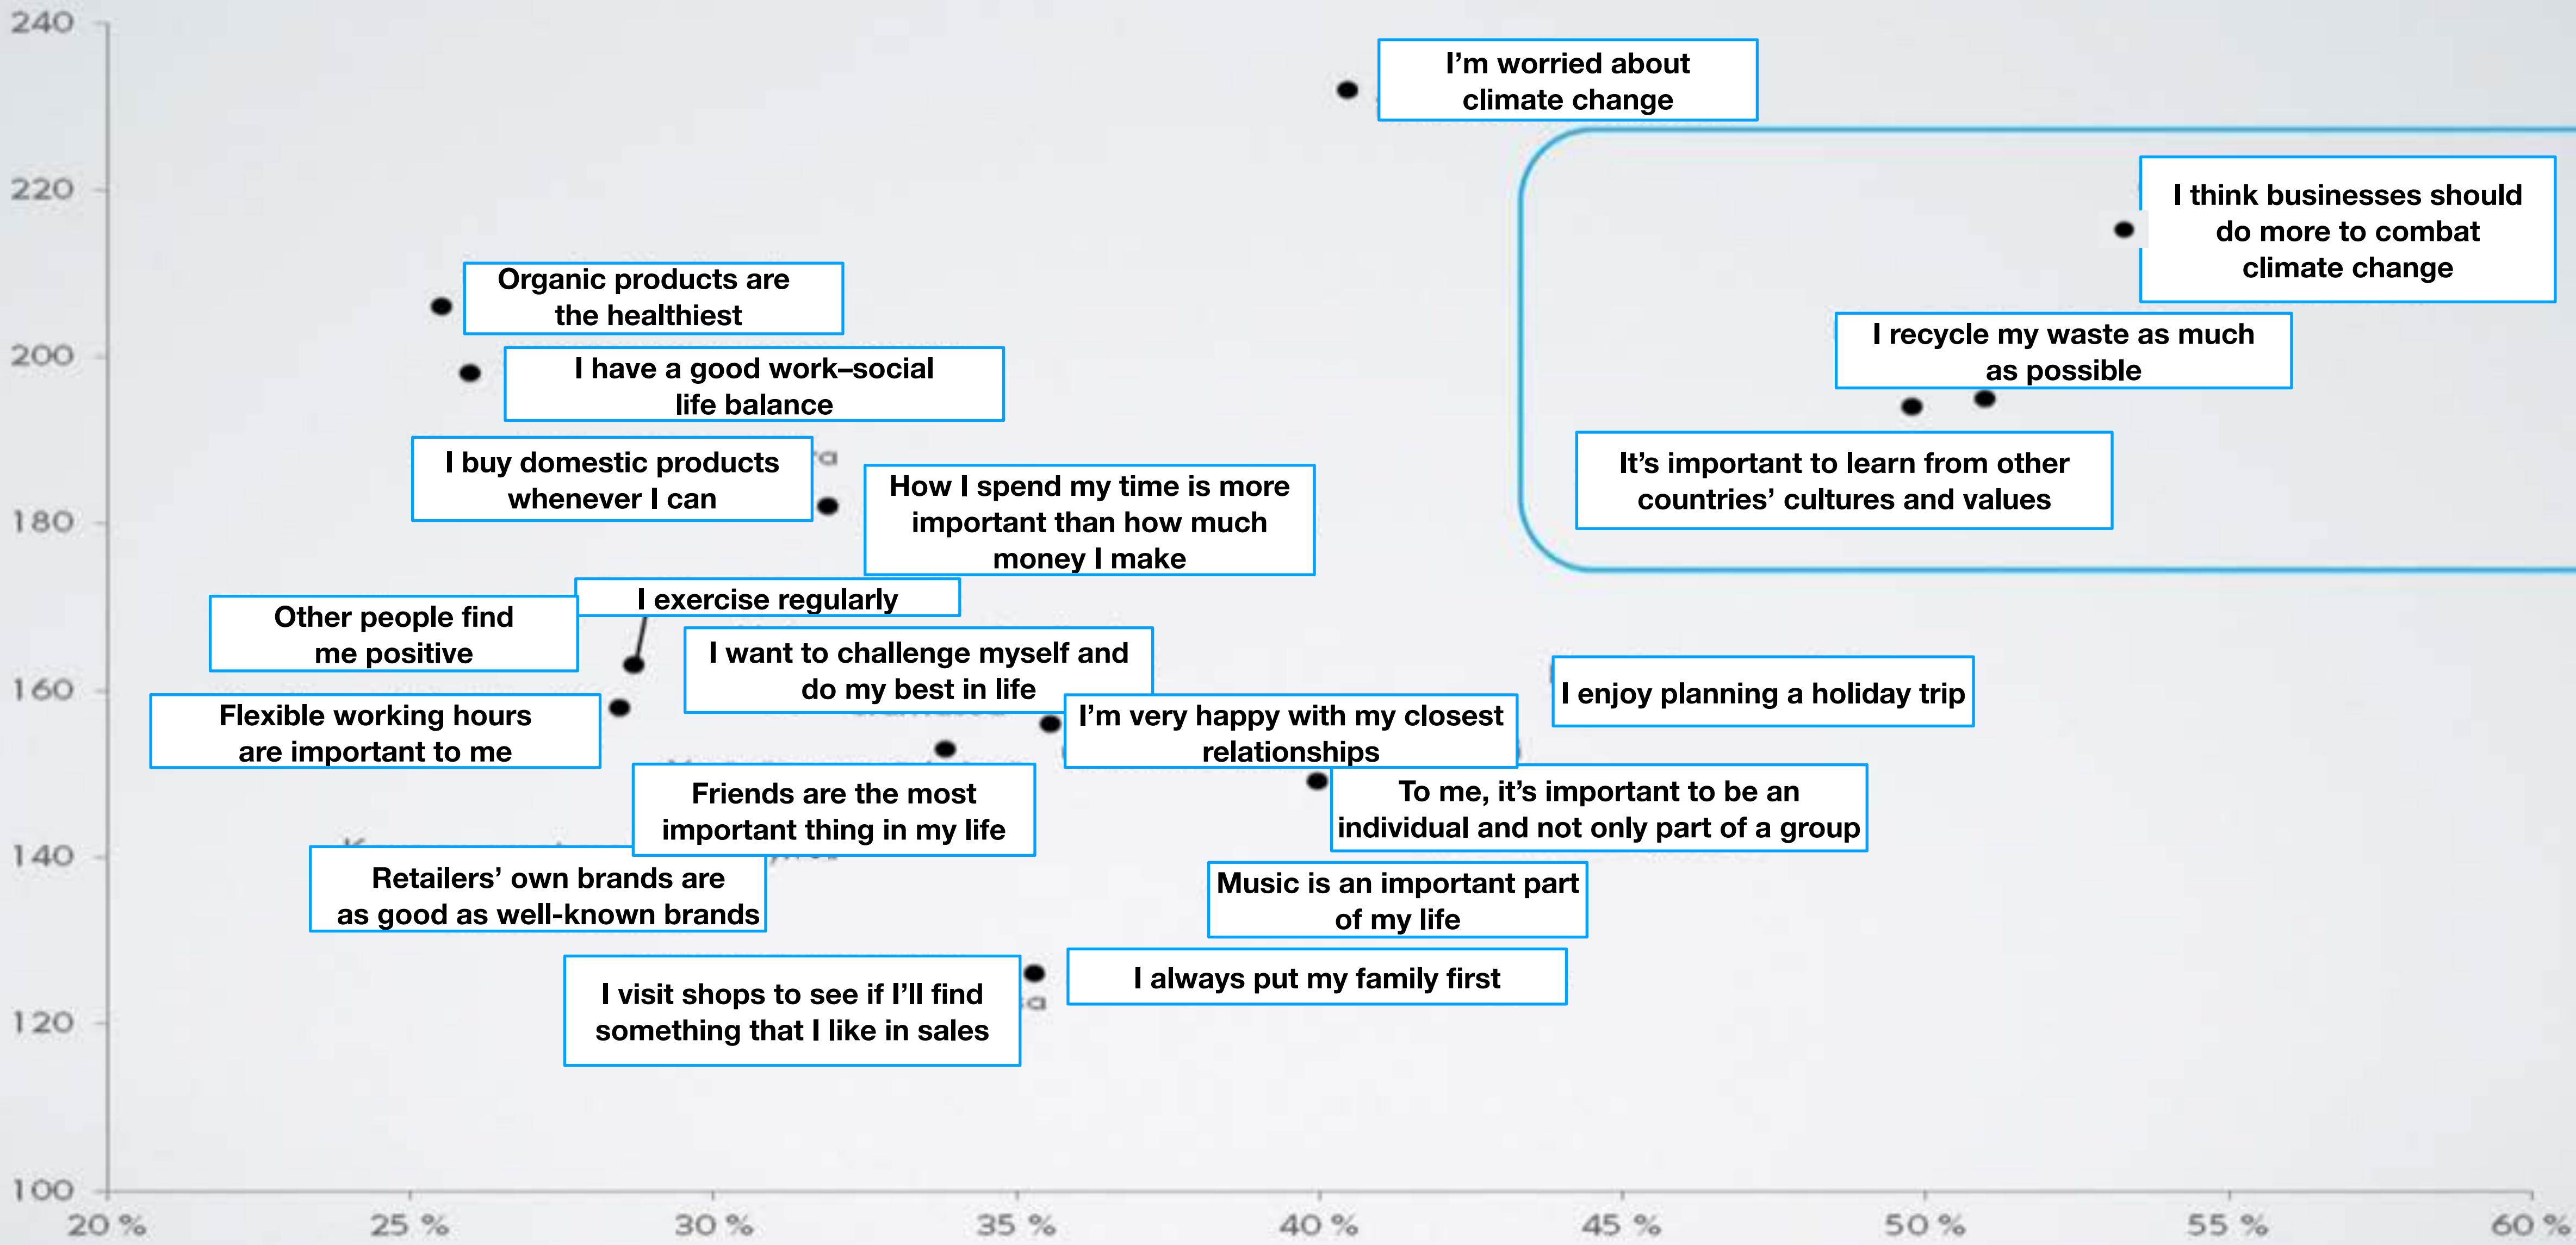 240
I’m worried about
climate change
220
I think businesses should
do more to combat
climate change
Organic products are
the healthiest
200
I recycle my waste as much
as possible
I have a good work–social
life balance
I buy domestic products
whenever I can
How I spend my time is more
important than how much
money I make
It’s important to learn from other
countries’ cultures and values
180
I exercise regularly
Other people find
me positive
I want to challenge myself and
do my best in life
160
I enjoy planning a holiday trip
Flexible working hours
are important to me
I’m very happy with my closest
relationships
Friends are the most
important thing in my life
To me, it’s important to be an
individual and not only part of a group
140
Retailers’ own brands are
as good as well-known brands
Music is an important part
of my life
I always put my family first
I visit shops to see if I’ll find
something that I like in sales
120
100
20 % 25 % 30 % 35 % 40 % 45 % 50 % 55 % 60 %